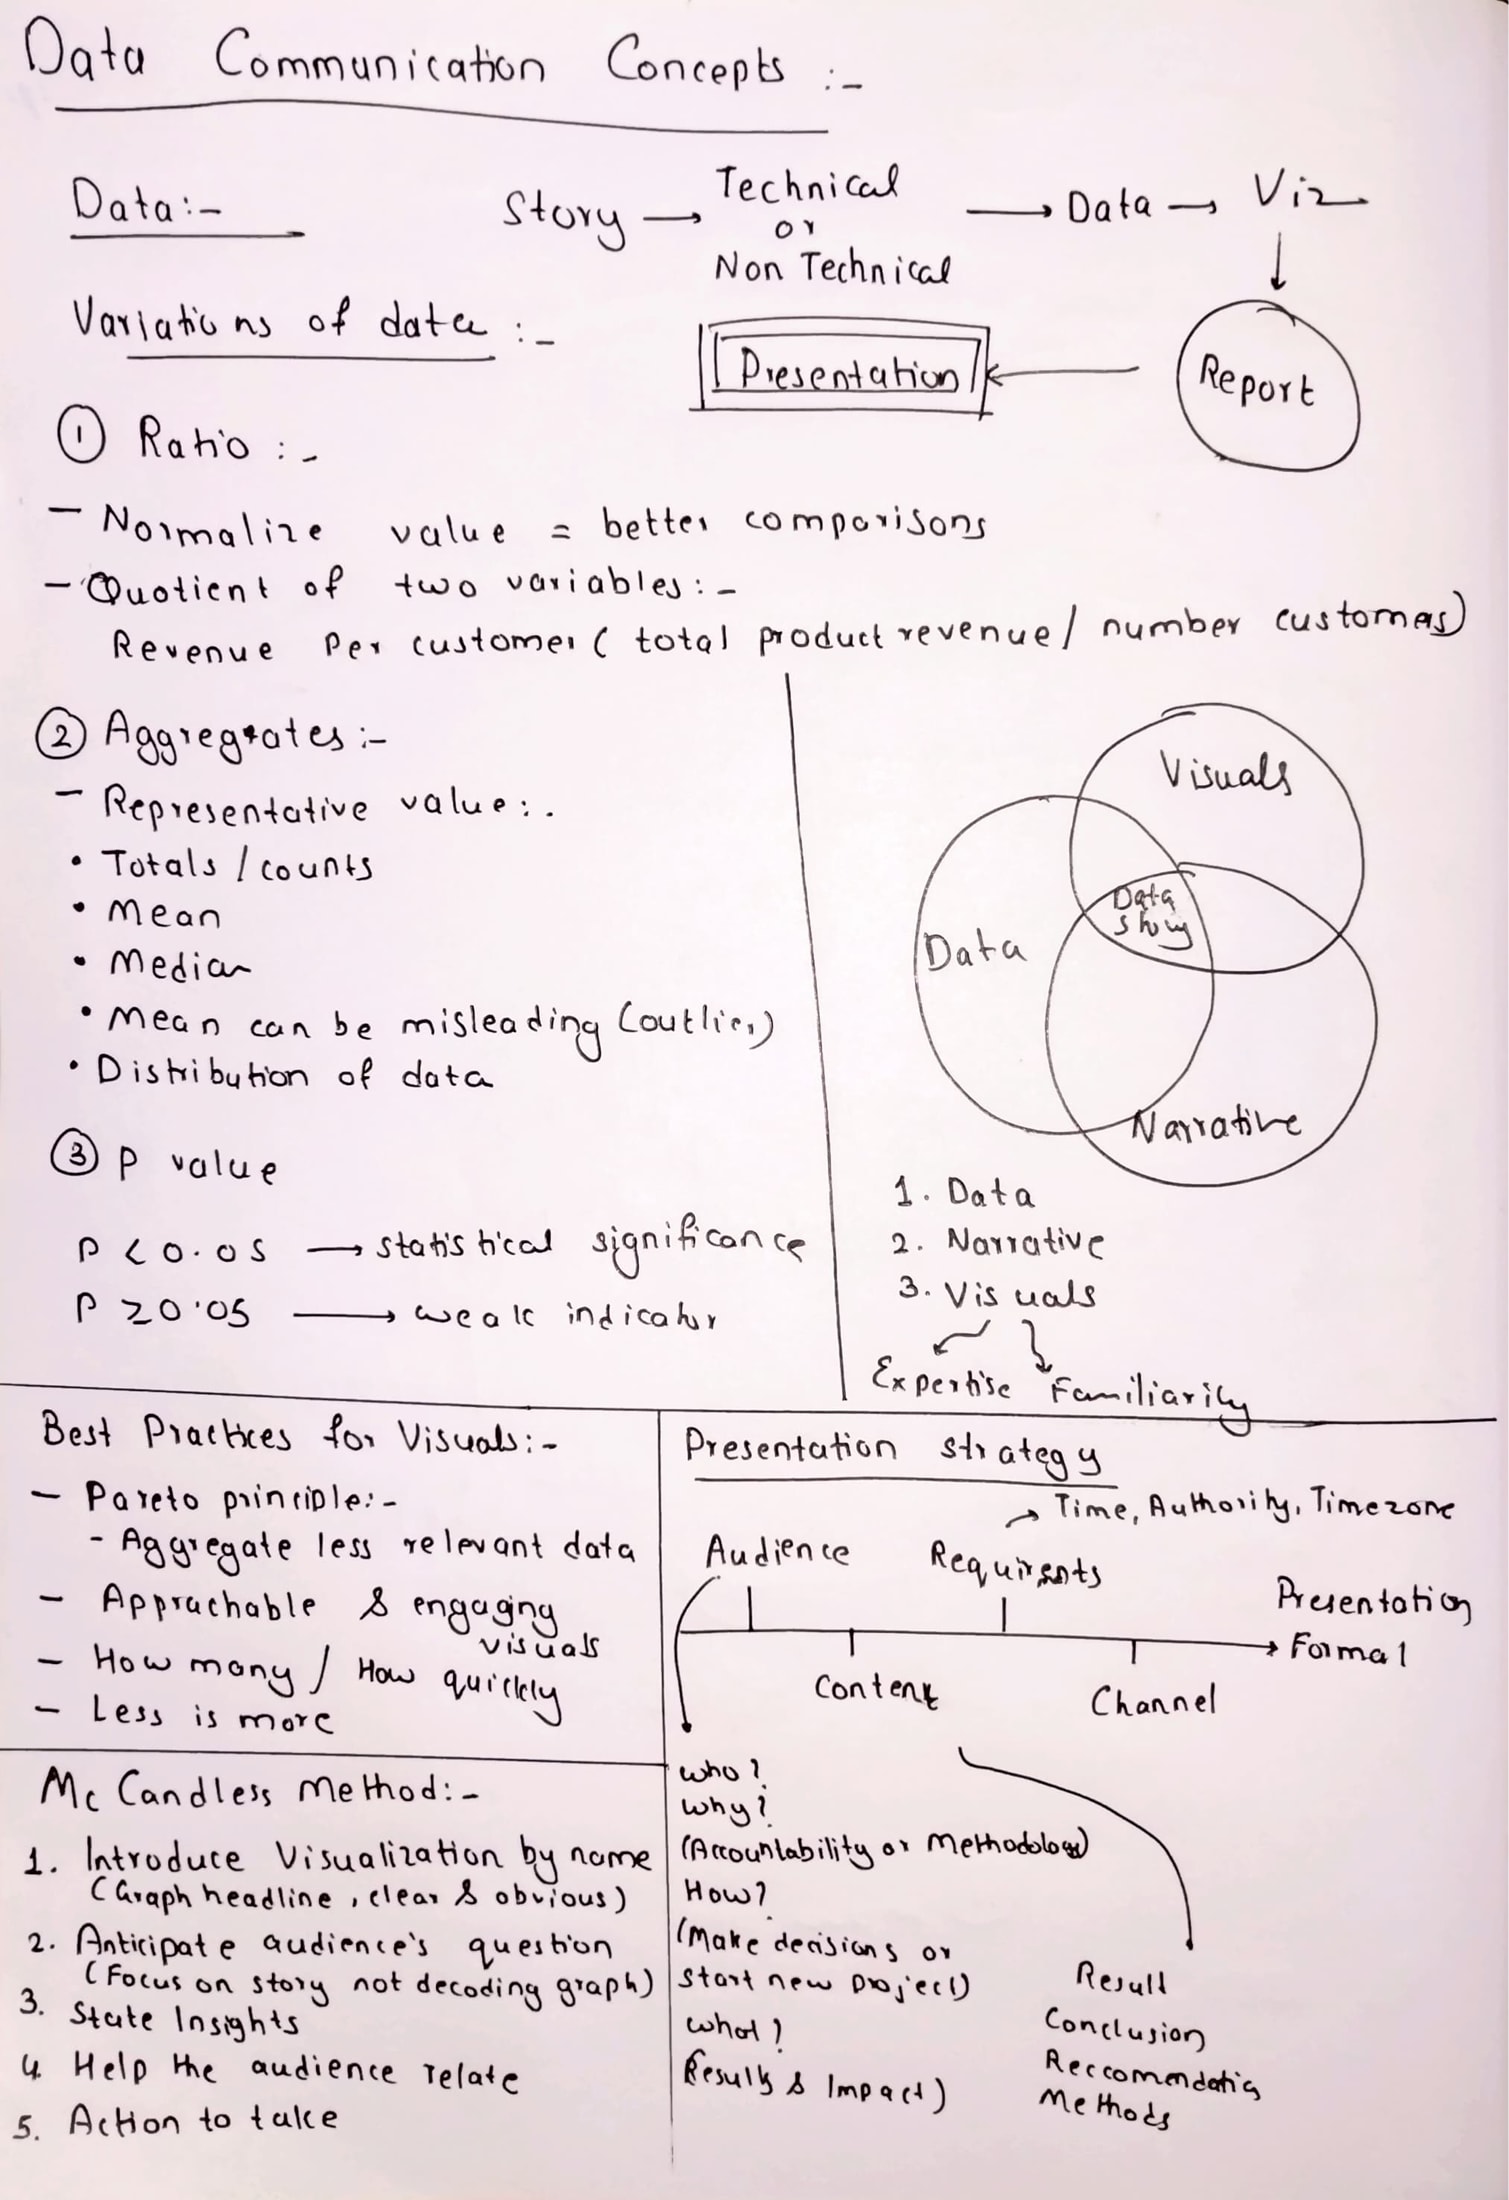 Data Communication Concepts :-
Data:-
Story → Technical or Non Technical → Data → Viz
Report
Presentation
Variations of data :-
① Ratio :-
- Normalize value = better comparisons
- Quotient of two variables :-
Revenue Per customer ( total product revenue / number customers)
② Aggregrates :-
- Representative value :.
• Totals / counts
• Mean
• Median
• Mean can be misleading (outlier)
• Distribution of data
③ P value
P < 0.05 → statistical significance
P ≥ 0.05 → weak indicator
Visuals
Data
Data
story
Narrative
1. Data
2. Narrative
3. Visuals
Expertise Familiarity
Best Practices for Visuals :-
- Pareto principle :-
- Aggregate less relevant data
- Apprachable & engaging
visuals
- How many / How quickly
- Less is more
Mc Candless Method :-
1. Introduce Visualization by name
(Graph headline, clear & obvious)
2. Anticipate audience's question
(Focus on story not decoding graph)
3. State Insights
4. Help the audience relate
5. Action to take
Presentation strategy
→ Time, Authority, Timezone
Audience
Content
Channel
Presentation
Format
who?
why?
(Accountability or Methodology)
How?
(Make decisions or
start new project)
what?
Results & Impact)
Result
Conclusion
Methods